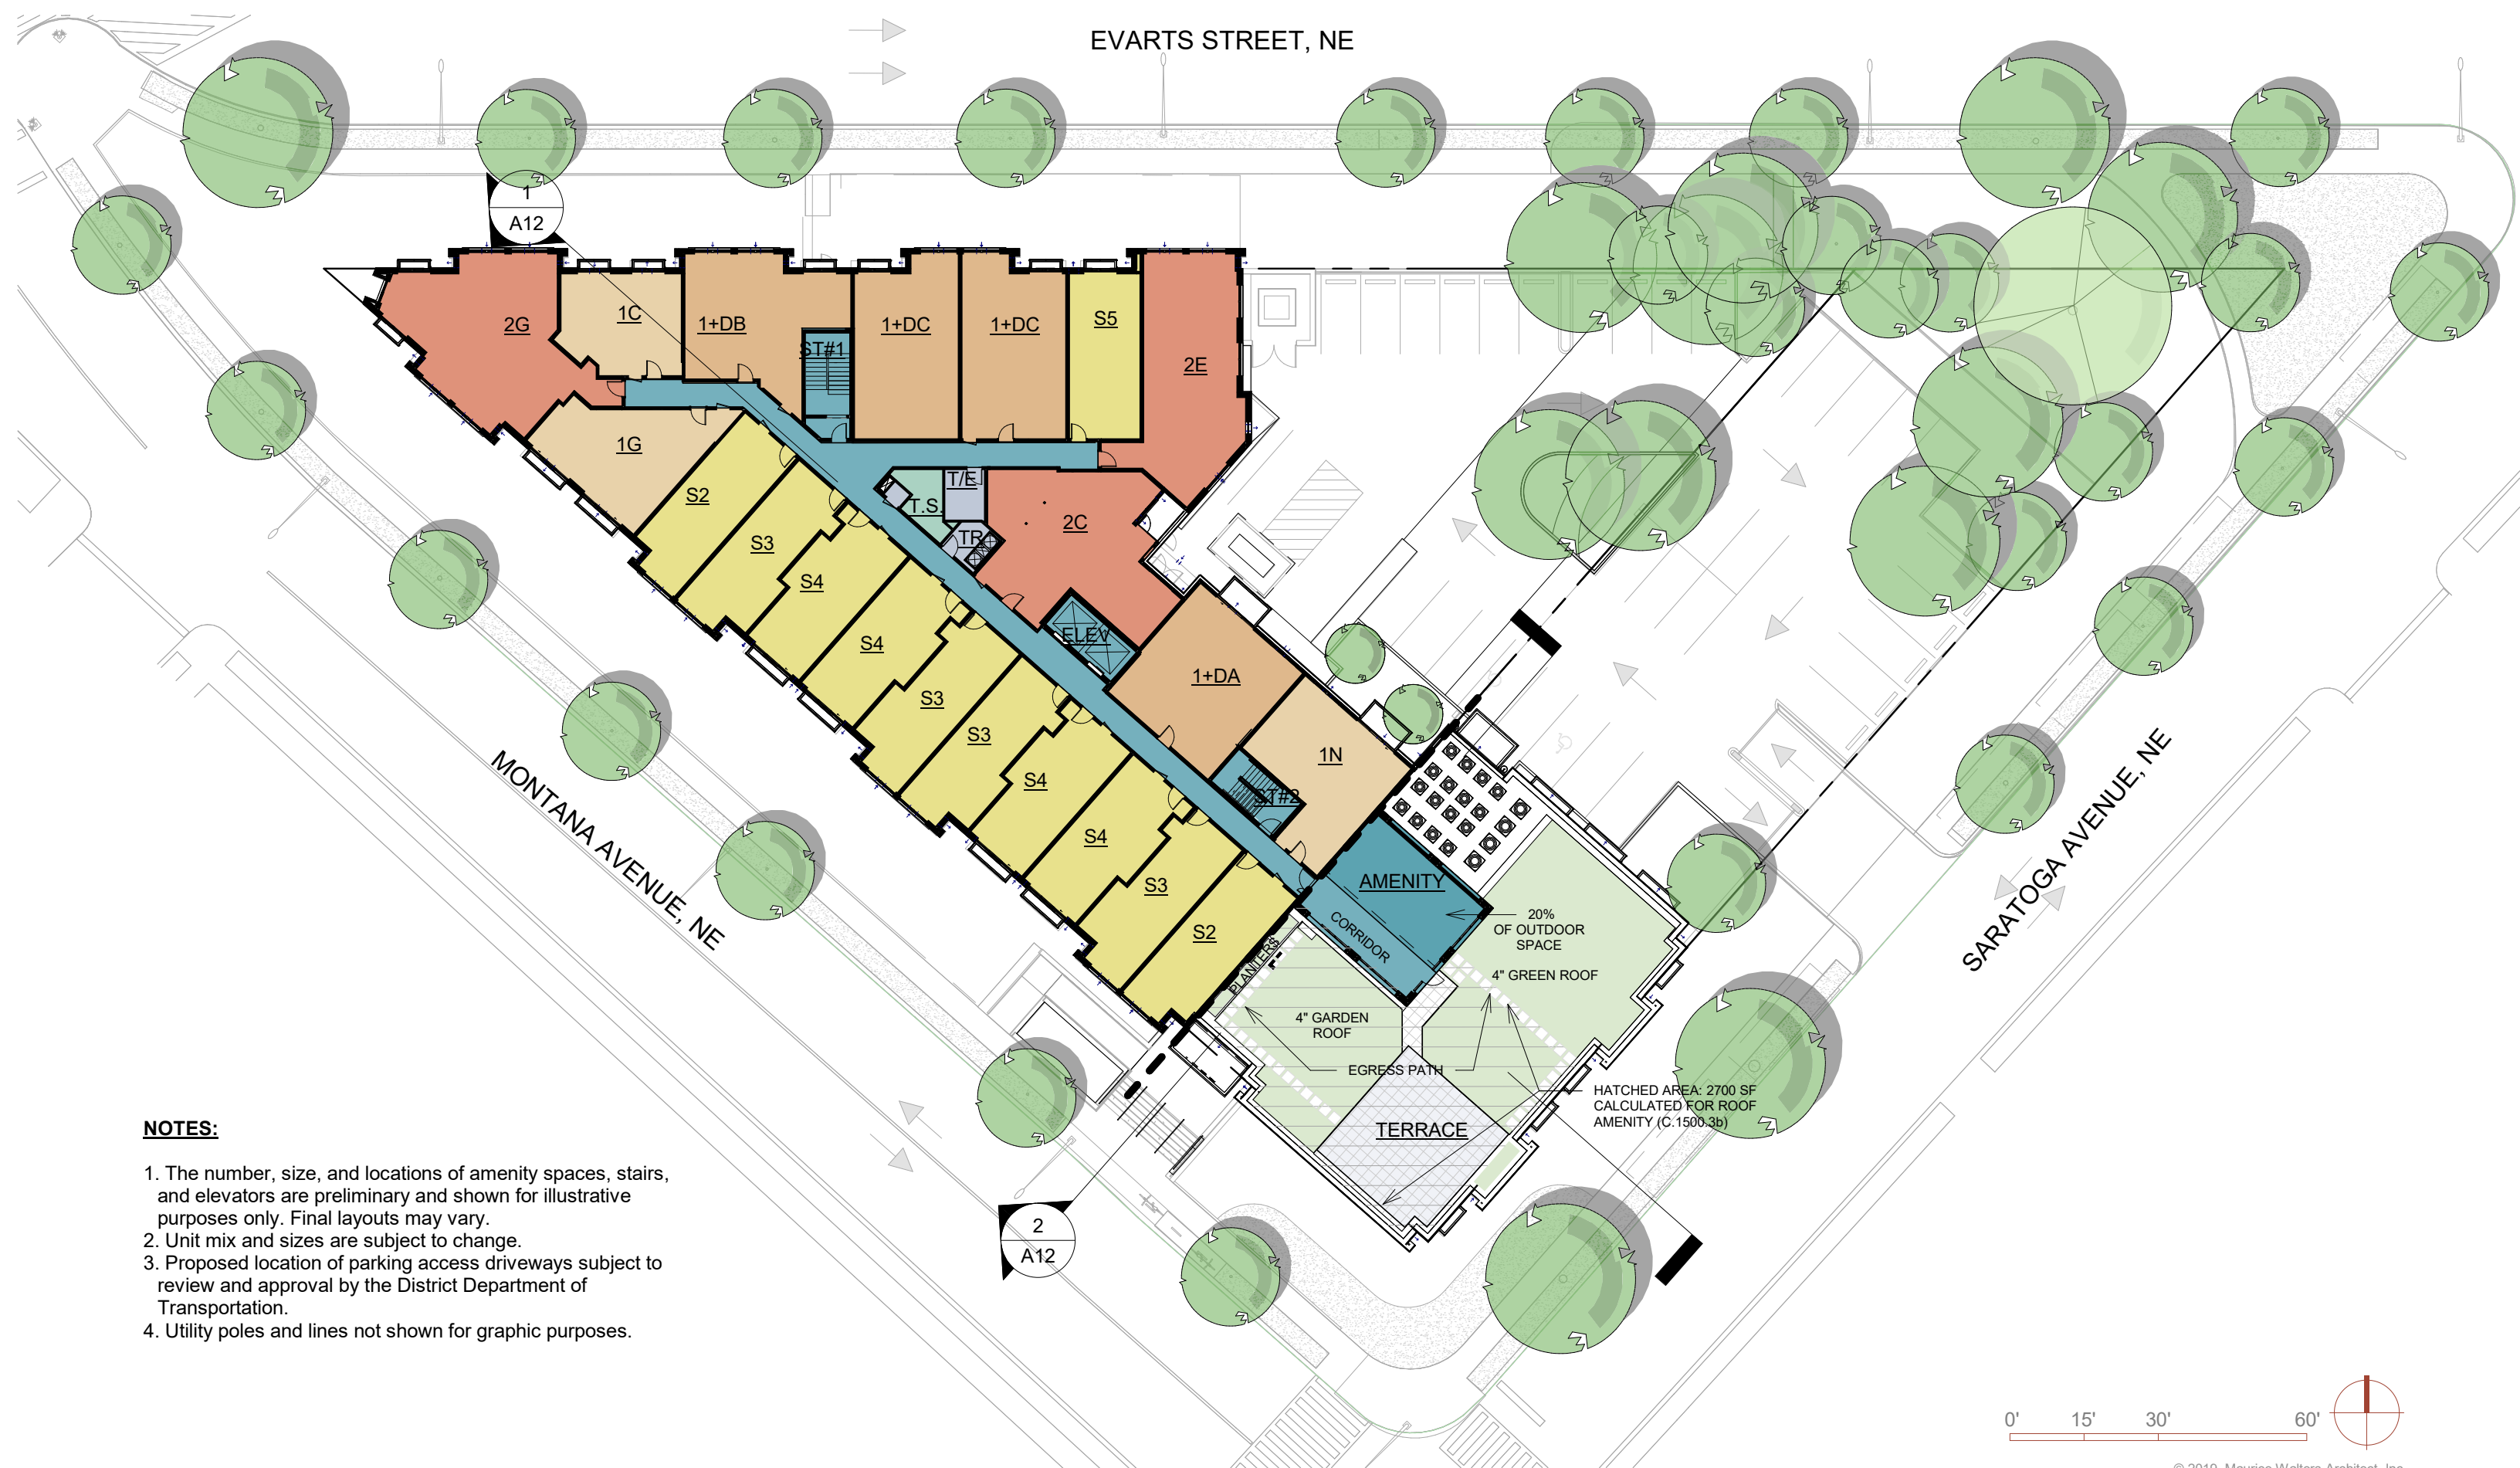 EVARTS STREET, NE
1
A12
2G
1C
1+DB
ST#1
1+DC
1+DC
S5
2E
1G
S2
T/E
T.S.
TR
2C
S3
S4
ELEV
S4
1+DA
S3
S3
1N
S4
ST#2
S4
AMENITY
S3
CORRIDOR
20%
OF OUTDOOR
SPACE
S2
PLANTERS
4" GREEN ROOF
4" GARDEN
ROOF
EGRESS PATH
HATCHED AREA: 2700 SF
CALCULATED FOR ROOF
AMENITY (C.1500.3b)
TERRACE
MONTANA AVENUE, NE
SARATOGA AVENUE, NE
2
A12
NOTES:
1. The number, size, and locations of amenity spaces, stairs,
and elevators are preliminary and shown for illustrative
purposes only. Final layouts may vary.
2. Unit mix and sizes are subject to change.
3. Proposed location of parking access driveways subject to
review and approval by the District Department of
Transportation.
4. Utility poles and lines not shown for graphic purposes.
0' 15' 30' 60'
© 2019, Maurice Walters Architect, Inc.